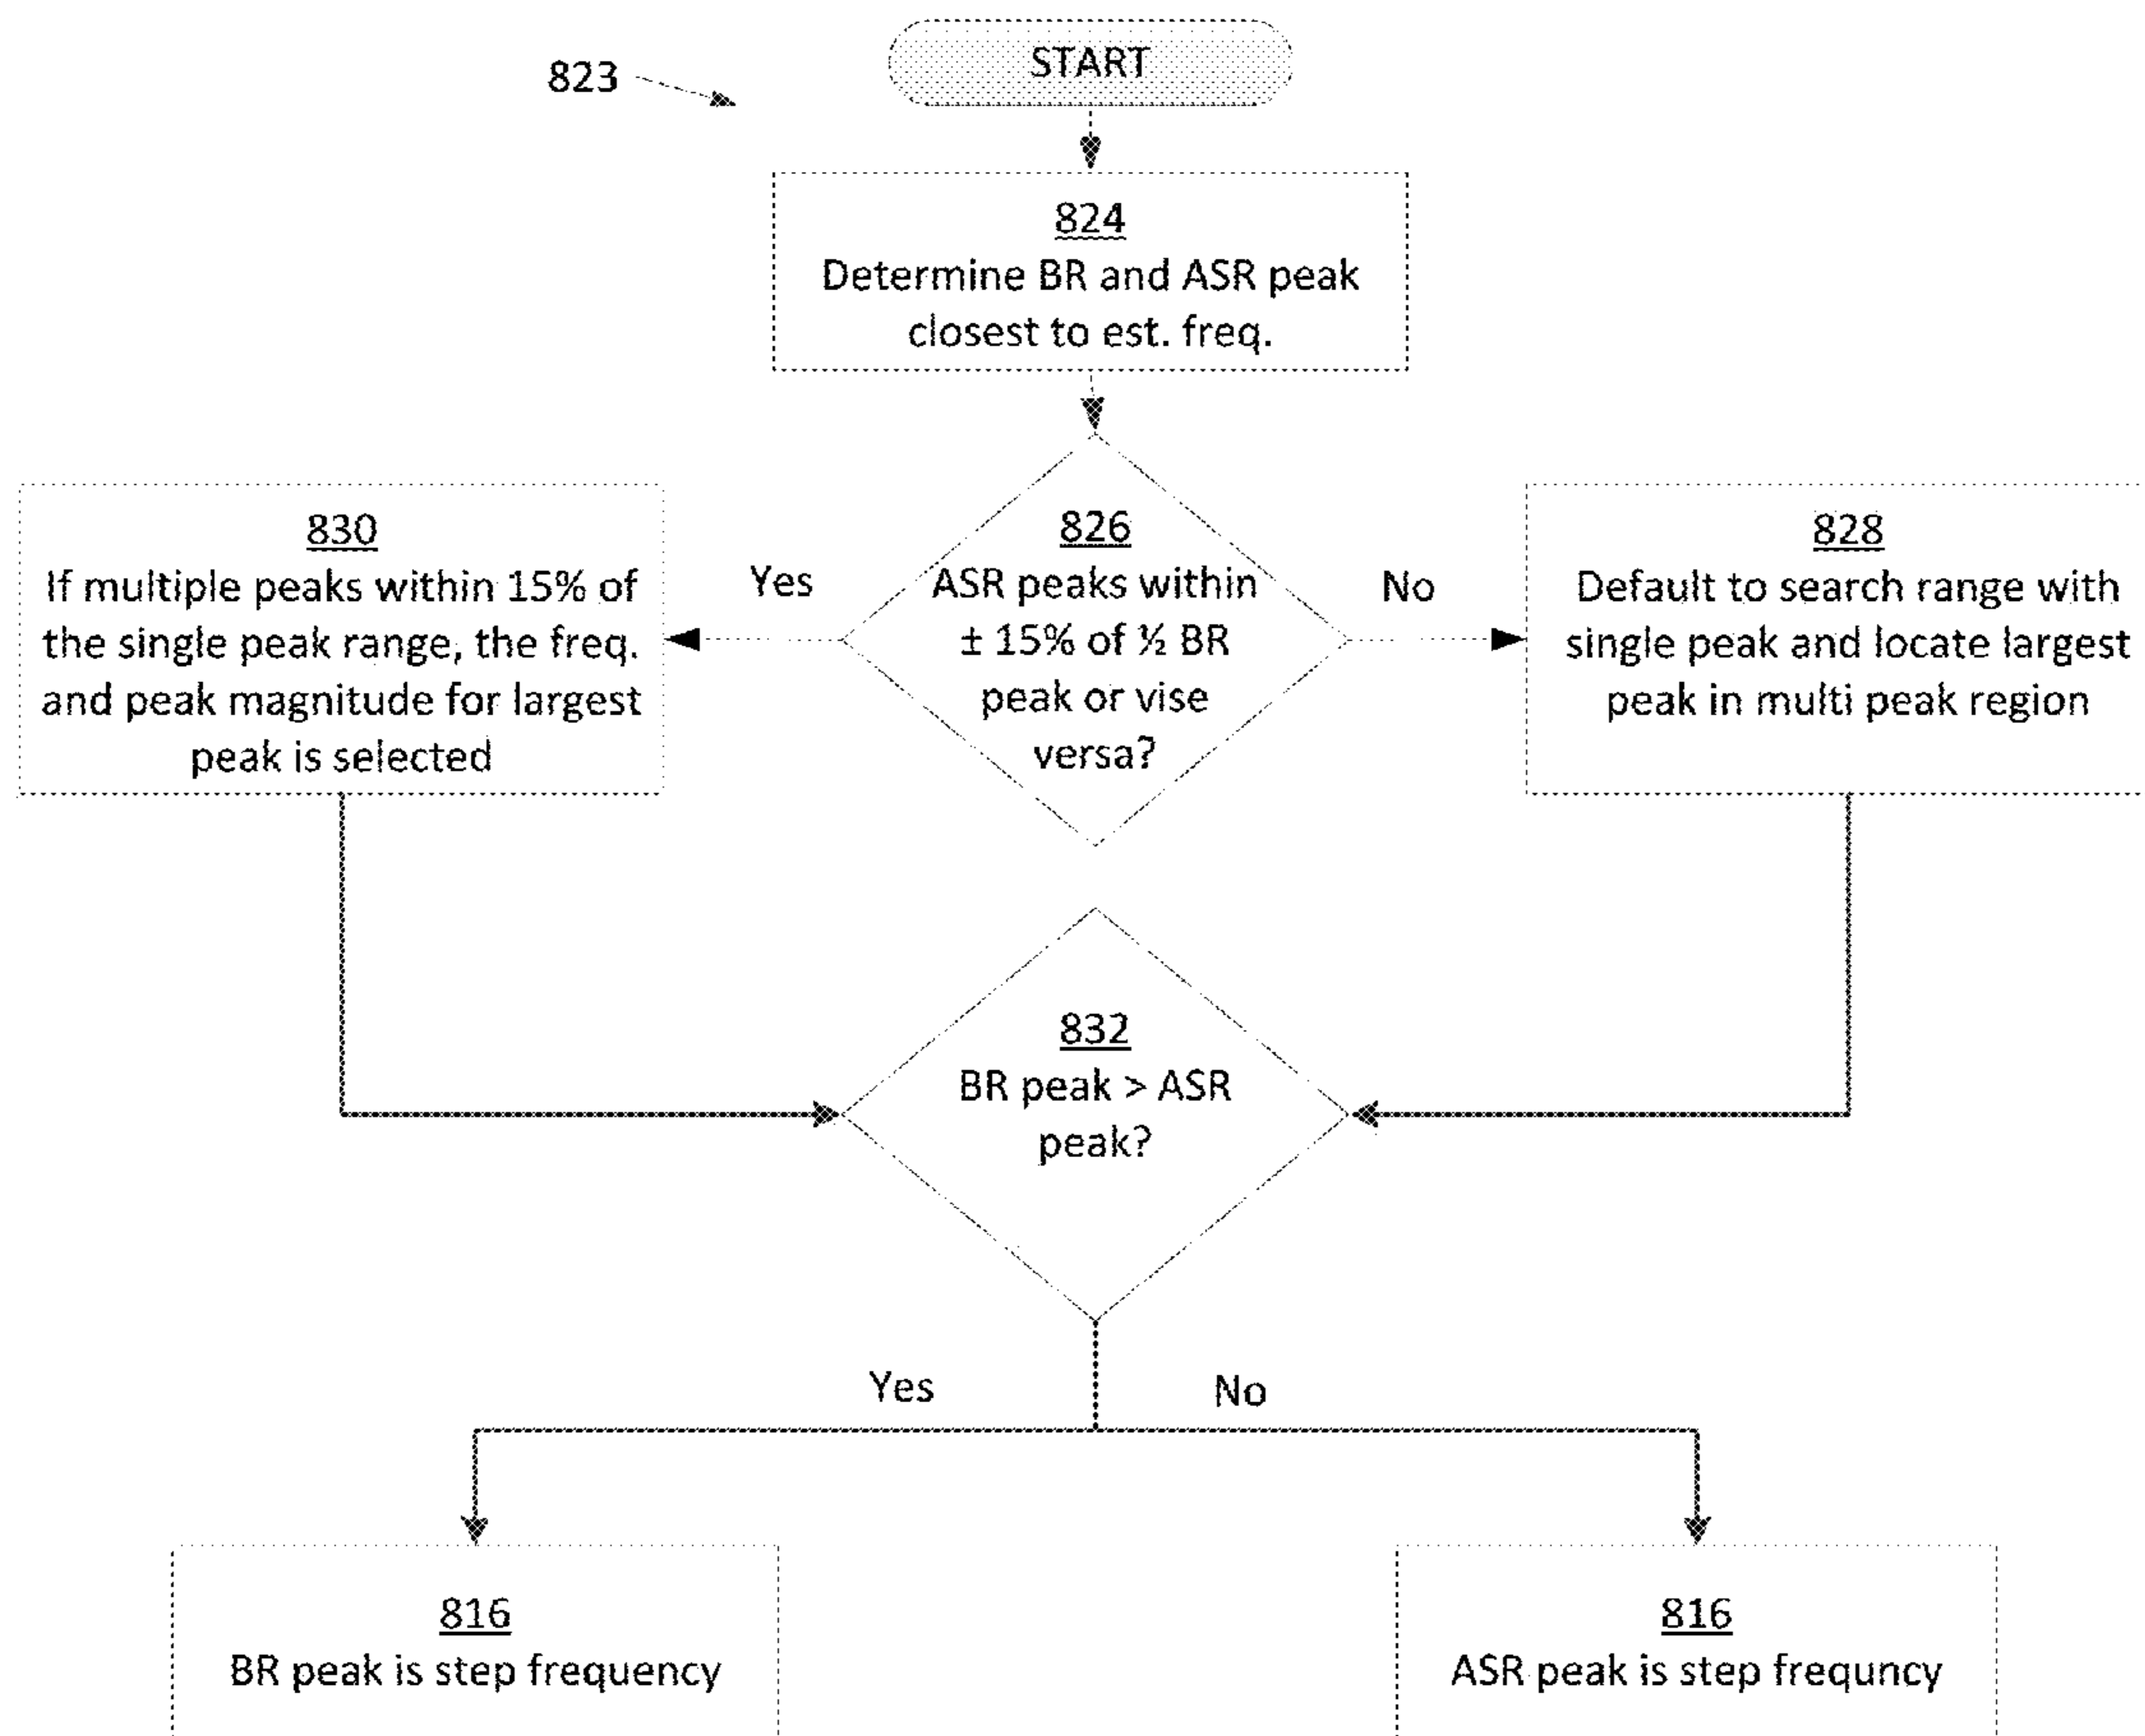 START
823
824
Determine BR and ASR peak
closest to est. freq.
830
If multiple peaks within 15% of
the single peak range, the freq.
and peak magnitude for largest
peak is selected
Yes
826
ASR peaks within
± 15% of ½ BR
peak or vise
versa?
No
828
Default to search range with
single peak and locate largest
peak in multi peak region
832
BR peak > ASR
peak?
Yes
No
816
BR peak is step frequency
816
ASR peak is step frequncy